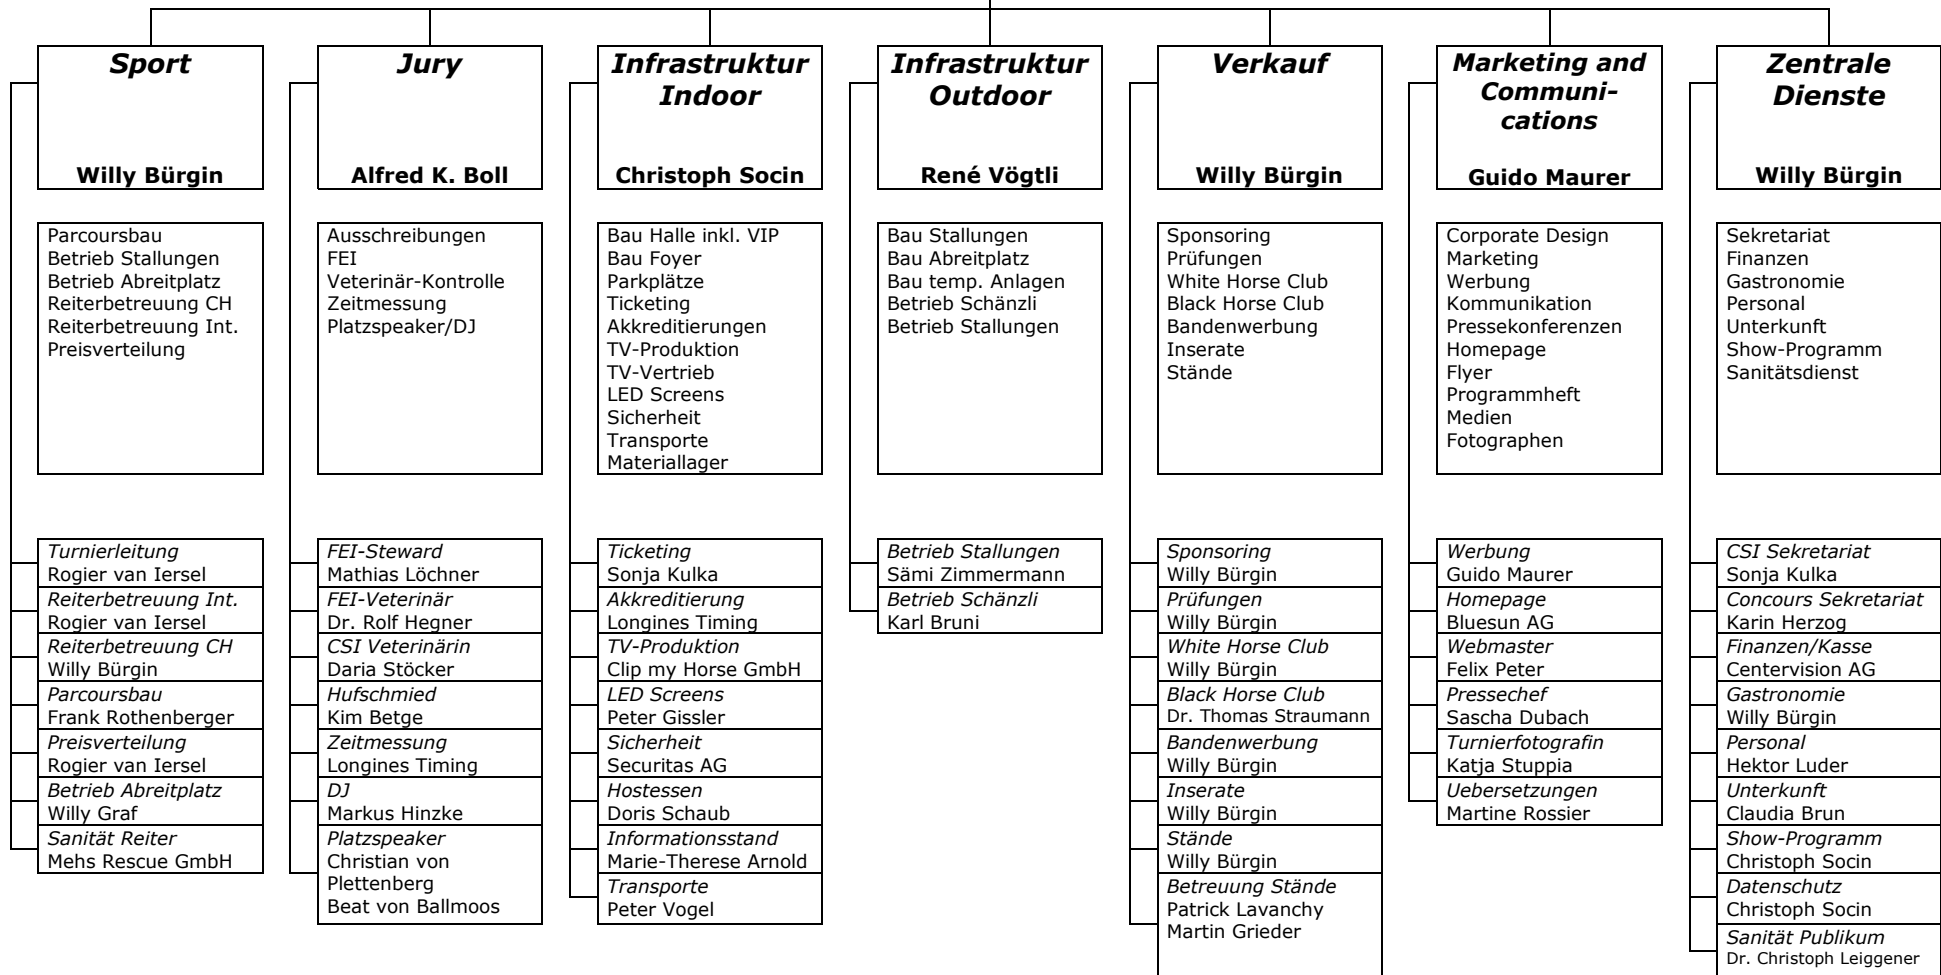 Sport
Willy Bürgin
Parcoursbau
Betrieb Stallungen
Betrieb Abreitplatz
Reiterbetreuung CH
Reiterbetreuung Int.
Preisverteilung
Turnierleitung
Rogier van Iersel
Reiterbetreuung Int.
Rogier van Iersel
Reiterbetreuung CH
Willy Bürgin
Parcoursbau
Frank Rothenberger
Preisverteilung
Rogier van Iersel
Betrieb Abreitplatz
Willy Graf
Sanität Reiter
Mehs Rescue GmbH
Jury
Alfred K. Boll
Ausschreibungen
FEI
Veterinär-Kontrolle
Zeitmessung
Platzspeaker/DJ
FEI-Steward
Mathias Löchner
FEI-Veterinär
Dr. Rolf Hegner
CSI Veterinärin
Daria Stöcker
Hufschmied
Kim Betge
Zeitmessung
Longines Timing
DJ
Markus Hinzke
Platzspeaker
Christian von
Plettenberg
Beat von Ballmoos
Infrastruktur
Indoor
Christoph Socin
Bau Halle inkl. VIP
Bau Foyer
Parkplätze
Ticketing
Akkreditierungen
TV-Produktion
TV-Vertrieb
LED Screens
Sicherheit
Transporte
Materiallager
Ticketing
Sonja Kulka
Akkreditierung
Longines Timing
TV-Produktion
Clip my Horse GmbH
LED Screens
Peter Gissler
Sicherheit
Securitas AG
Hostessen
Doris Schaub
Informationsstand
Marie-Therese Arnold
Transporte
Peter Vogel
Infrastruktur
Outdoor
René Vögtli
Bau Stallungen
Bau Abreitplatz
Bau temp. Anlagen
Betrieb Schänzli
Betrieb Stallungen
Betrieb Stallungen
Sämi Zimmermann
Betrieb Schänzli
Karl Bruni
Verkauf
Willy Bürgin
Sponsoring
Prüfungen
White Horse Club
Black Horse Club
Bandenwerbung
Inserate
Stände
Sponsoring
Willy Bürgin
Prüfungen
Willy Bürgin
White Horse Club
Willy Bürgin
Black Horse Club
Dr. Thomas Straumann
Bandenwerbung
Willy Bürgin
Inserate
Willy Bürgin
Stände
Willy Bürgin
Betreuung Stände
Patrick Lavanchy
Martin Grieder
Marketing and
Communi-
cations
Guido Maurer
Corporate Design
Marketing
Werbung
Kommunikation
Pressekonferenzen
Homepage
Flyer
Programmheft
Medien
Fotographen
Werbung
Guido Maurer
Homepage
Bluesun AG
Webmaster
Felix Peter
Pressechef
Sascha Dubach
Turnierfotografin
Katja Stuppia
Uebersetzungen
Martine Rossier
Zentrale
Dienste
Willy Bürgin
Sekretariat
Finanzen
Gastronomie
Personal
Unterkunft
Show-Programm
Sanitätsdienst
CSI Sekretariat
Sonja Kulka
Concours Sekretariat
Karin Herzog
Finanzen/Kasse
Centervision AG
Gastronomie
Willy Bürgin
Personal
Hektor Luder
Unterkunft
Claudia Brun
Show-Programm
Christoph Socin
Datenschutz
Christoph Socin
Sanität Publikum
Dr. Christoph Leiggener